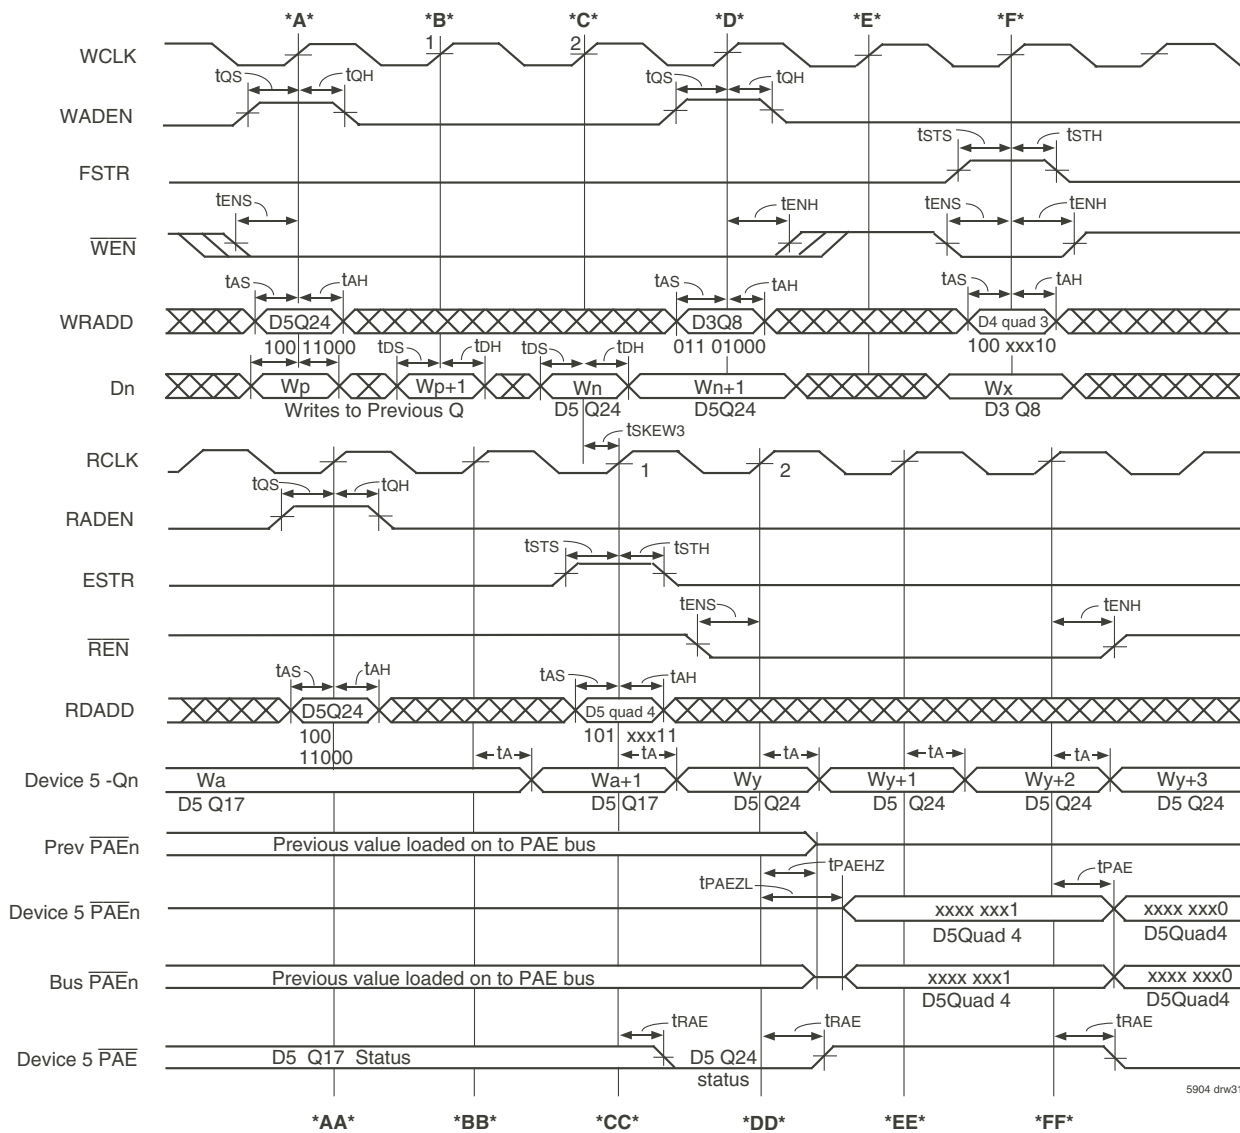 *A* *B* *C* *D* *E* *F*
WCLK 1 2
tQS tQH tQS tQH
WADEN
tSTS tSTH
FSTR
tENS tENH tENS tENH
WEN
tAS tAH tAS tAH tAS tAH
WRADD D5Q24 D3Q8 D4 quad 3
100 11000 011 01000 100 xxx10
tDS tDH tDS tDH
Dn Wp Wp+1 Wn Wn+1 Wx
Writes to Previous Q D5 Q24 D5Q24 D3 Q8
tSKEW3
RCLK 1 2
tQS tQH
RADEN
tSTS tSTH
ESTR
tENS tENH
REN
tAS tAH tAS tAH
RDADD D5Q24 D5 quad 4
100 101 xxx11
11000 tA tA tA tA tA
Device 5 -Qn Wa Wa+1 Wy Wy+1 Wy+2 Wy+3
D5 Q17 D5 Q17 D5 Q24 D5 Q24 D5 Q24 D5 Q24
Prev PAEn Previous value loaded on to PAE bus
tPAEHZ tPAE
tPAEZL
Device 5 PAEn xxxx xxx1 xxxx xxx0
D5Quad 4 D5Quad4
Bus PAEn Previous value loaded on to PAE bus xxxx xxx1 xxxx xxx0
D5Quad 4 D5Quad4
tRAE tRAE tRAE
Device 5 PAE D5 Q17 Status D5 Q24
status
5904 drw31
*AA* *BB* *CC* *DD* *EE* *FF*